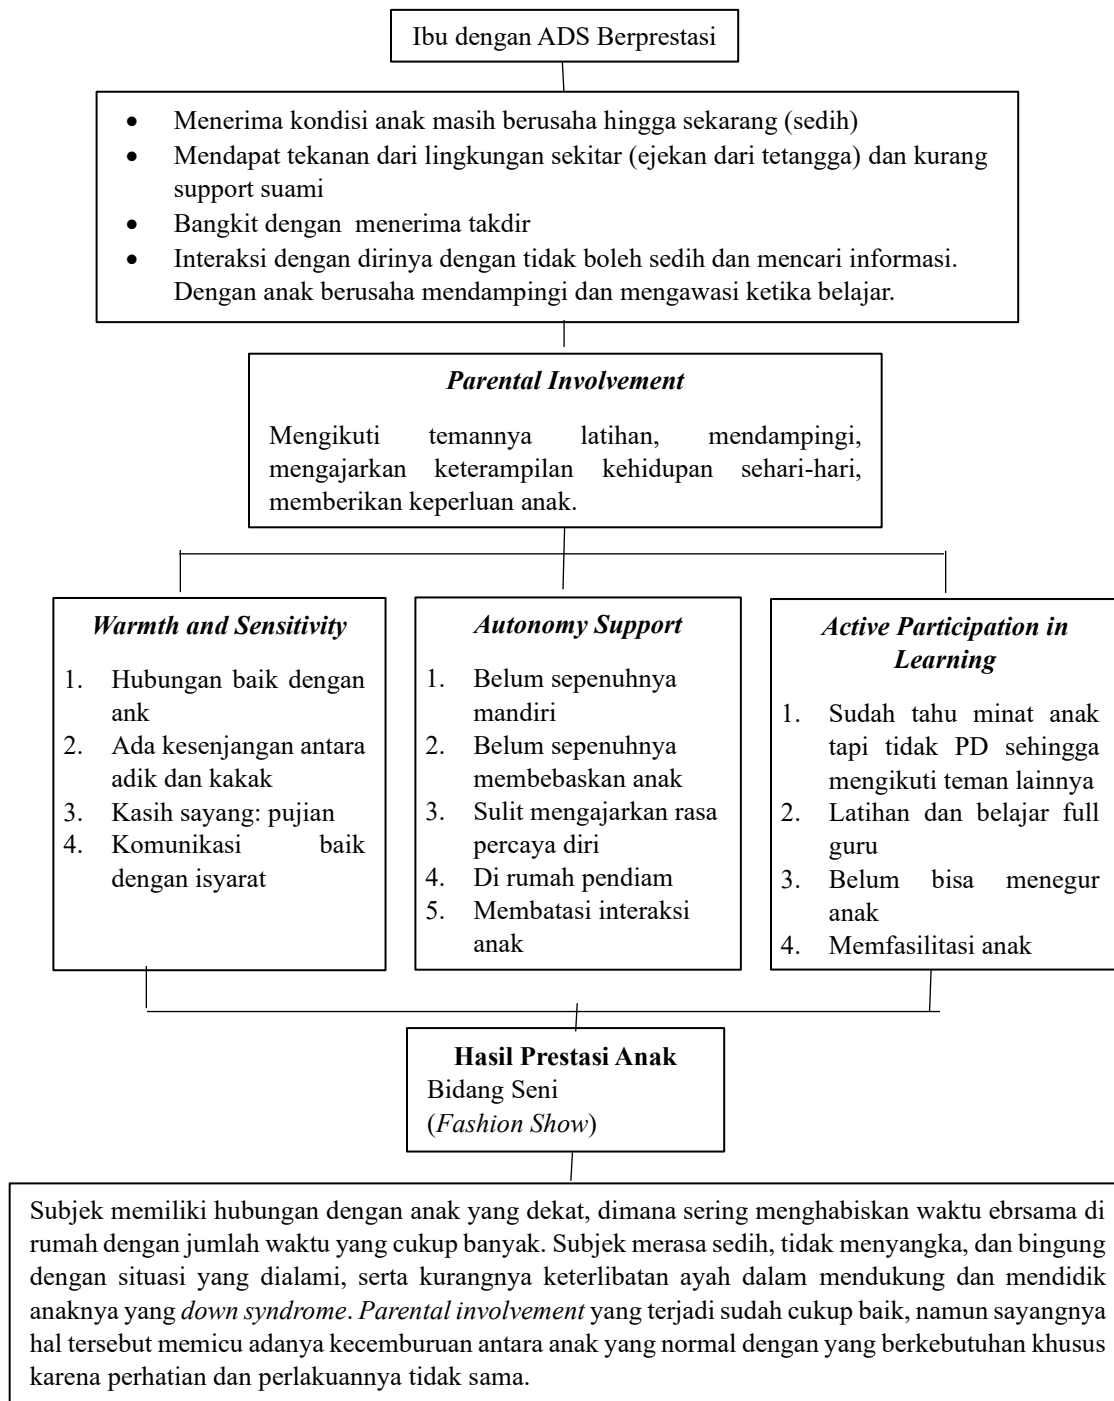 Ibu dengan ADS Berprestasi
• Menerima kondisi anak masih berusaha hingga sekarang (sedih)
• Mendapat tekanan dari lingkungan sekitar (ejekan dari tetangga) dan kurang
support suami
• Bangkit dengan menerima takdir
• Interaksi dengan dirinya dengan tidak boleh sedih dan mencari informasi.
Dengan anak berusaha mendampingi dan mengawasi ketika belajar.
Parental Involvement
Mengikuti temannya latihan, mendampingi,
mengajarkan keterampilan kehidupan sehari-hari,
memberikan keperluan anak.
Warmth and Sensitivity
1. Hubungan baik dengan
ank
2. Ada kesenjangan antara
adik dan kakak
3. Kasih sayang: pujian
4. Komunikasi baik
dengan isyarat
Autonomy Support
1. Belum sepenuhnya
mandiri
2. Belum sepenuhnya
membebaskan anak
3. Sulit mengajarkan rasa
percaya diri
4. Di rumah pendiam
5. Membatasi interaksi
anak
Active Participation in
Learning
1. Sudah tahu minat anak
tapi tidak PD sehingga
mengikuti teman lainnya
2. Latihan dan belajar full
guru
3. Belum bisa menegur
anak
4. Memfasilitasi anak
Hasil Prestasi Anak
Bidang Seni
(Fashion Show)
Subjek memiliki hubungan dengan anak yang dekat, dimana sering menghabiskan waktu ebrsama di
rumah dengan jumlah waktu yang cukup banyak. Subjek merasa sedih, tidak menyangka, dan bingung
dengan situasi yang dialami, serta kurangnya keterlibatan ayah dalam mendukung dan mendidik
anaknya yang down syndrome. Parental involvement yang terjadi sudah cukup baik, namun sayangnya
hal tersebut memicu adanya kecemburuan antara anak yang normal dengan yang berkebutuhan khusus
karena perhatian dan perlakuannya tidak sama.